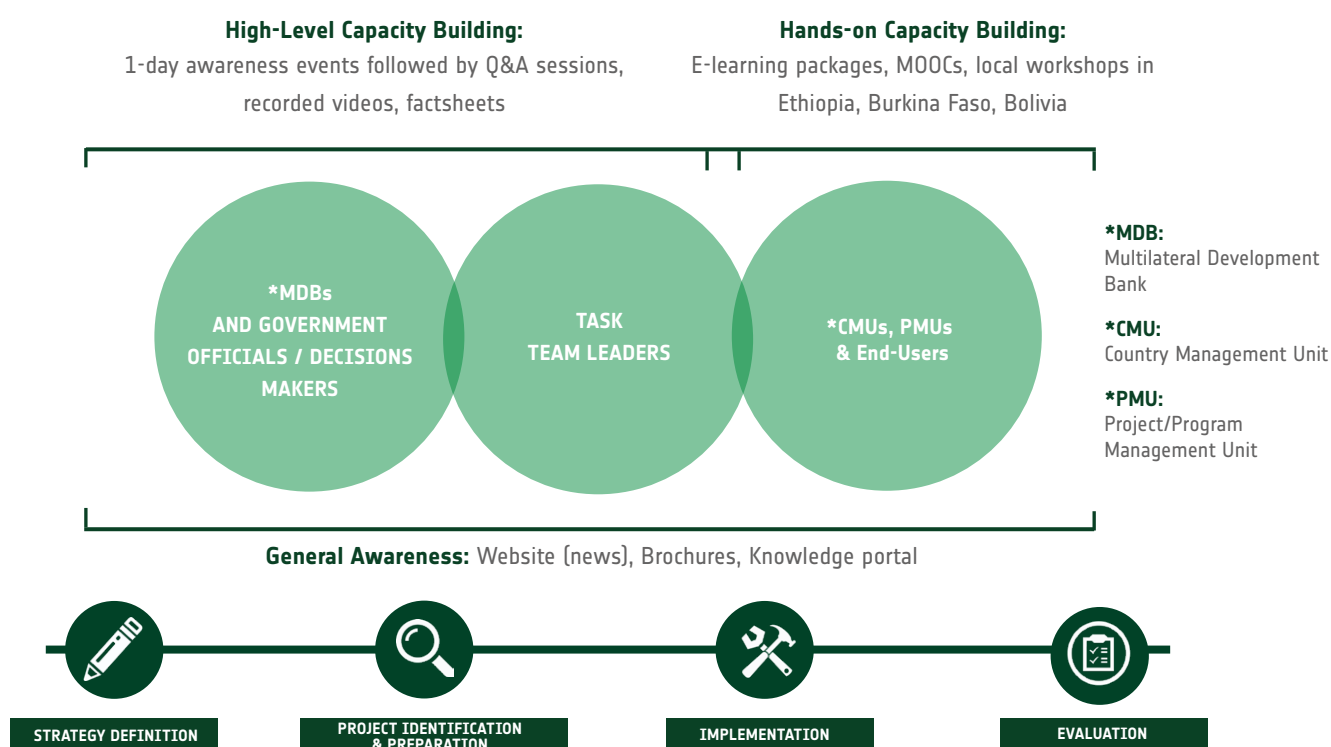 High-Level Capacity Building:
1-day awareness events followed by Q&A sessions,
recorded videos, factsheets
Hands-on Capacity Building:
E-learning packages, MOOCs, local workshops in
Ethiopia, Burkina Faso, Bolivia
*MDBs
AND GOVERNMENT
OFFICIALS / DECISIONS
MAKERS
TASK
TEAM LEADERS
*CMUs, PMUs
& End-Users
*MDB:
Multilateral Development
Bank
*CMU:
Country Management Unit
*PMU:
Project/Program
Management Unit
General Awareness: Website (news), Brochures, Knowledge portal
STRATEGY DEFINITION
PROJECT IDENTIFICATION
& PREPARATION
IMPLEMENTATION
EVALUATION